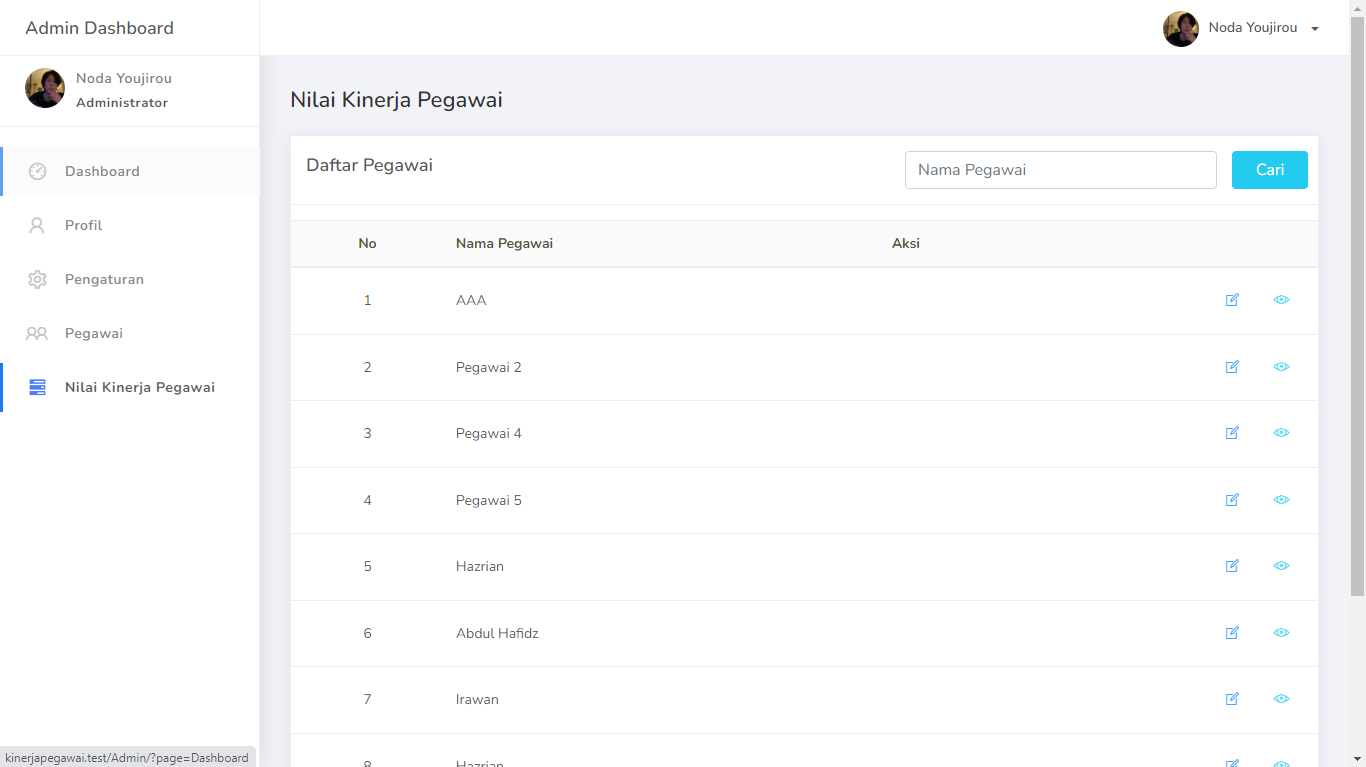 Admin Dashboard
Noda Youjirou
Noda Youjirou
Administrator
Dashboard
Profil
Pengaturan
Pegawai
Nilai Kinerja Pegawai
Nilai Kinerja Pegawai
Daftar Pegawai
Nama Pegawai
Cari
No Nama Pegawai Aksi
1 AAA
2 Pegawai 2
3 Pegawai 4
4 Pegawai 5
5 Hazrian
6 Abdul Hafidz
7 Irawan
8 Hazrian
kinerjapegawai.test/Admin/?page=Dashboard